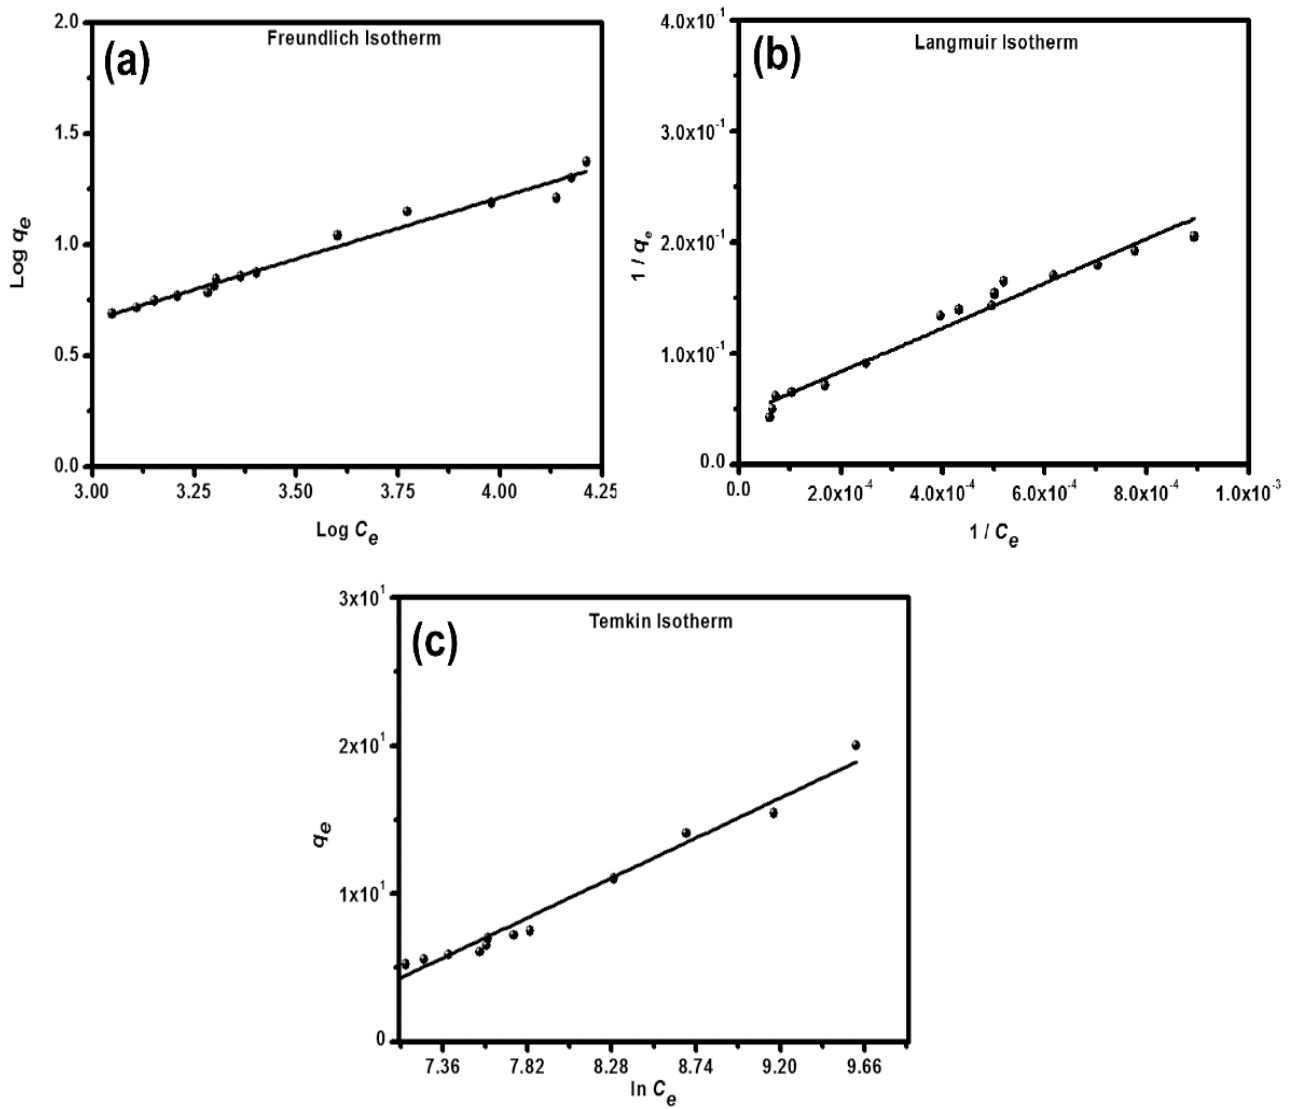 (a)
Freundlich Isotherm
2.0
1.5
1.0
0.5
0.0
Log qe
3.00 3.25 3.50 3.75 4.00 4.25
Log Ce
(b)
Langmuir Isotherm
4.0x10⁻¹
3.0x10⁻¹
2.0x10⁻¹
1.0x10⁻¹
0.0
1 / qe
0.0 2.0x10⁻⁴ 4.0x10⁻⁴ 6.0x10⁻⁴ 8.0x10⁻⁴ 1.0x10⁻³
1 / Ce
(c)
Temkin Isotherm
3x10¹
2x10¹
1x10¹
0
qe
7.36 7.82 8.28 8.74 9.20 9.66
ln Ce